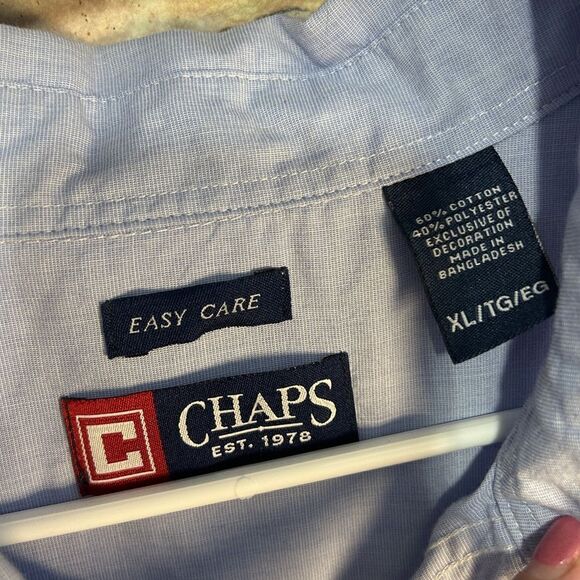 60% COTTON
40% POLYESTER
EXCLUSIVE OF
DECORATION
MADE IN
BANGLADESH
XL/TG/EG
EASY CARE
C
CHAPS
EST. 1978